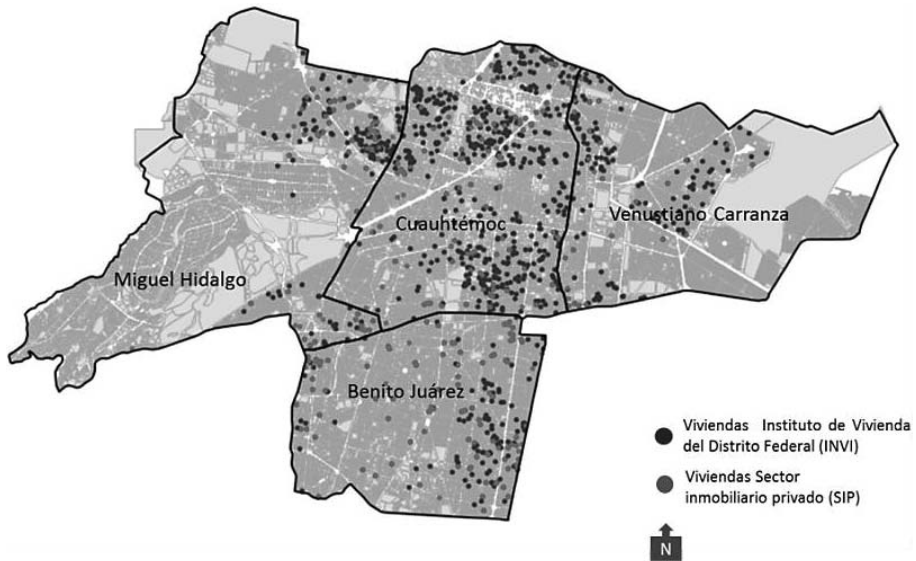 Cuauhtémoc
Venustiano Carranza
Miguel Hidalgo
Benito Juárez
Viviendas Instituto de Vivienda
del Distrito Federal (INVI)
Viviendas Sector
inmobiliario privado (SIP)
N